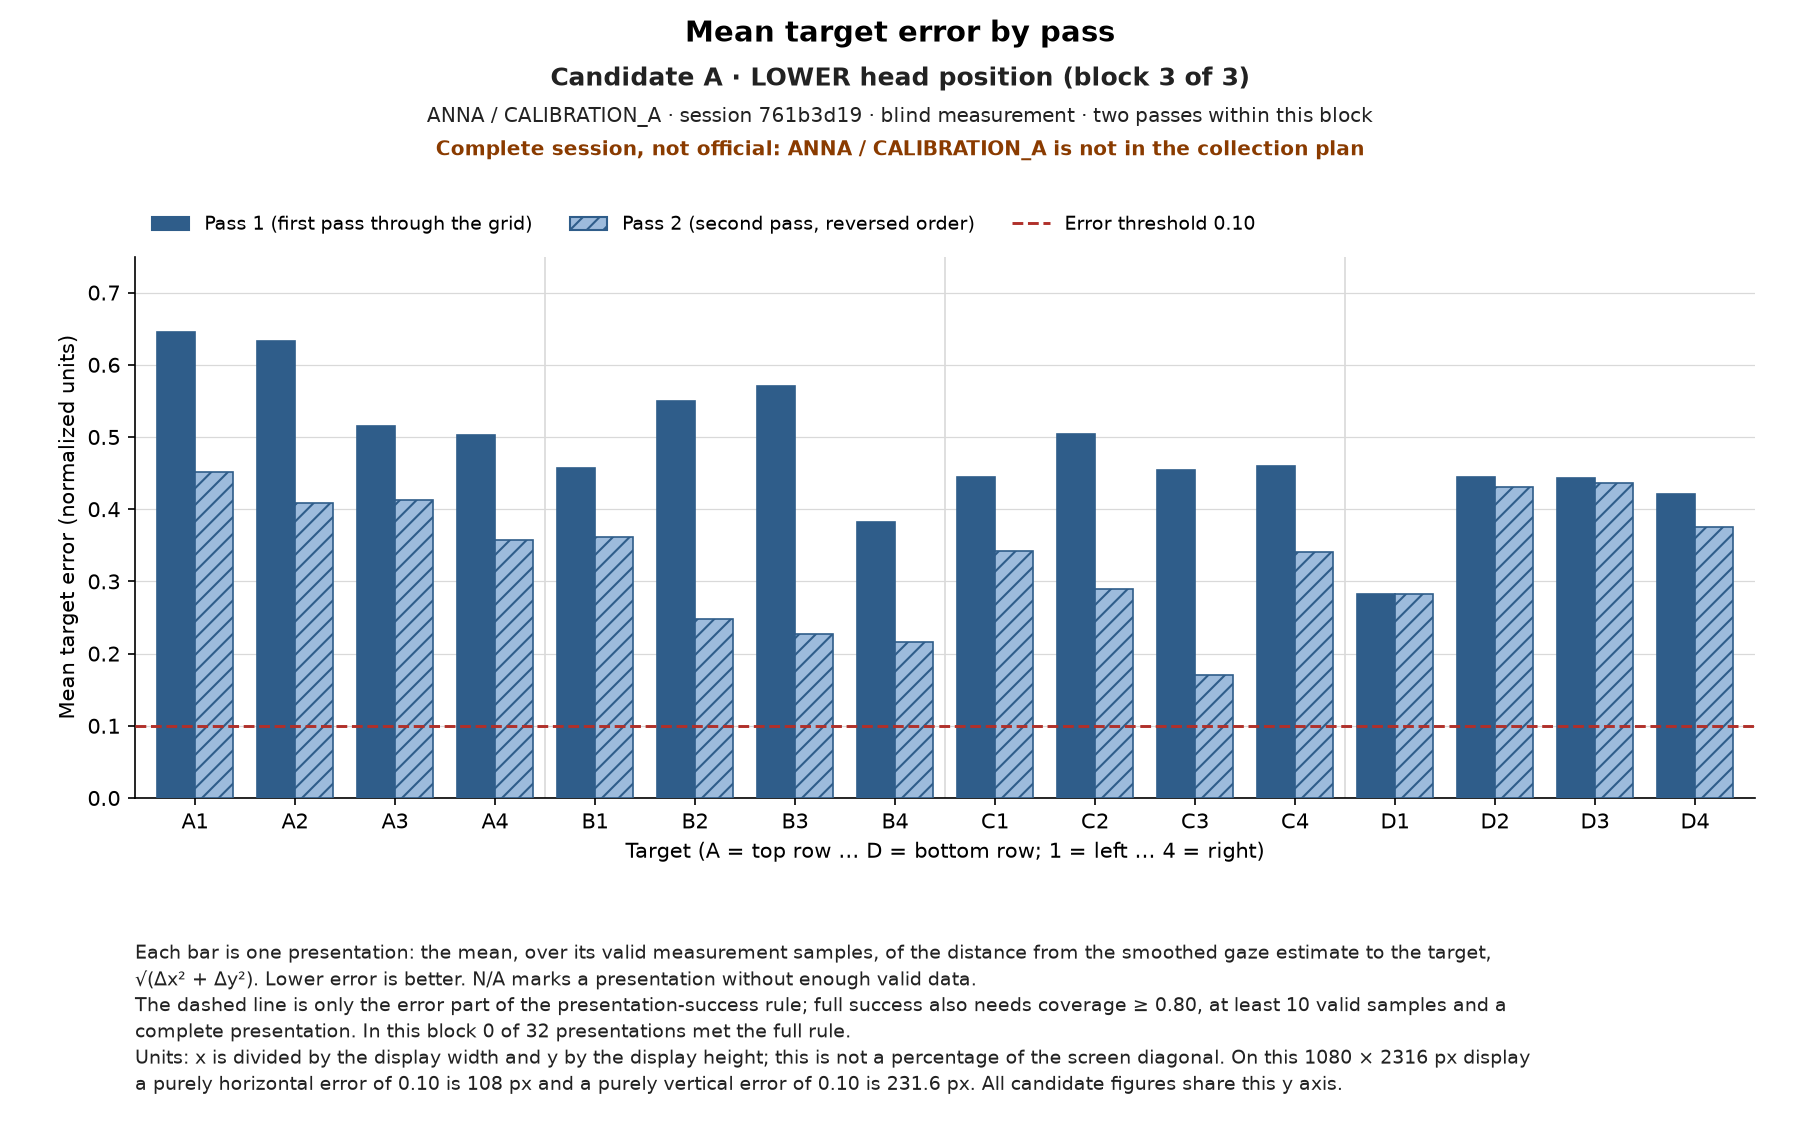 Mean target error by pass
Candidate A · LOWER head position (block 3 of 3)
ANNA / CALIBRATION_A · session 761b3d19 · blind measurement · two passes within this block
Complete session, not official: ANNA / CALIBRATION_A is not in the collection plan
Pass 1 (first pass through the grid)
Pass 2 (second pass, reversed order)
Error threshold 0.10
Mean target error (normalized units)
0.7
0.6
0.5
0.4
0.3
0.2
0.1
0.0
A1 A2 A3 A4 B1 B2 B3 B4 C1 C2 C3 C4 D1 D2 D3 D4
Target (A = top row ... D = bottom row; 1 = left ... 4 = right)
Each bar is one presentation: the mean, over its valid measurement samples, of the distance from the smoothed gaze estimate to the target,
√(Δx² + Δy²). Lower error is better. N/A marks a presentation without enough valid data.
The dashed line is only the error part of the presentation-success rule; full success also needs coverage ≥ 0.80, at least 10 valid samples and a
complete presentation. In this block 0 of 32 presentations met the full rule.
Units: x is divided by the display width and y by the display height; this is not a percentage of the screen diagonal. On this 1080 × 2316 px display
a purely horizontal error of 0.10 is 108 px and a purely vertical error of 0.10 is 231.6 px. All candidate figures share this y axis.